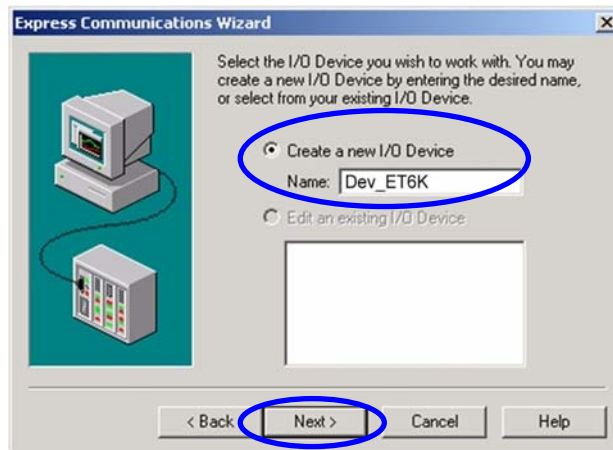 Express Communications Wizard
Select the I/O Device you wish to work with. You may
create a new I/O Device by entering the desired name,
or select from your existing I/O Device.
Create a new I/O Device
Name: Dev_ET6K
Edit an existing I/O Device
< Back Next > Cancel Help